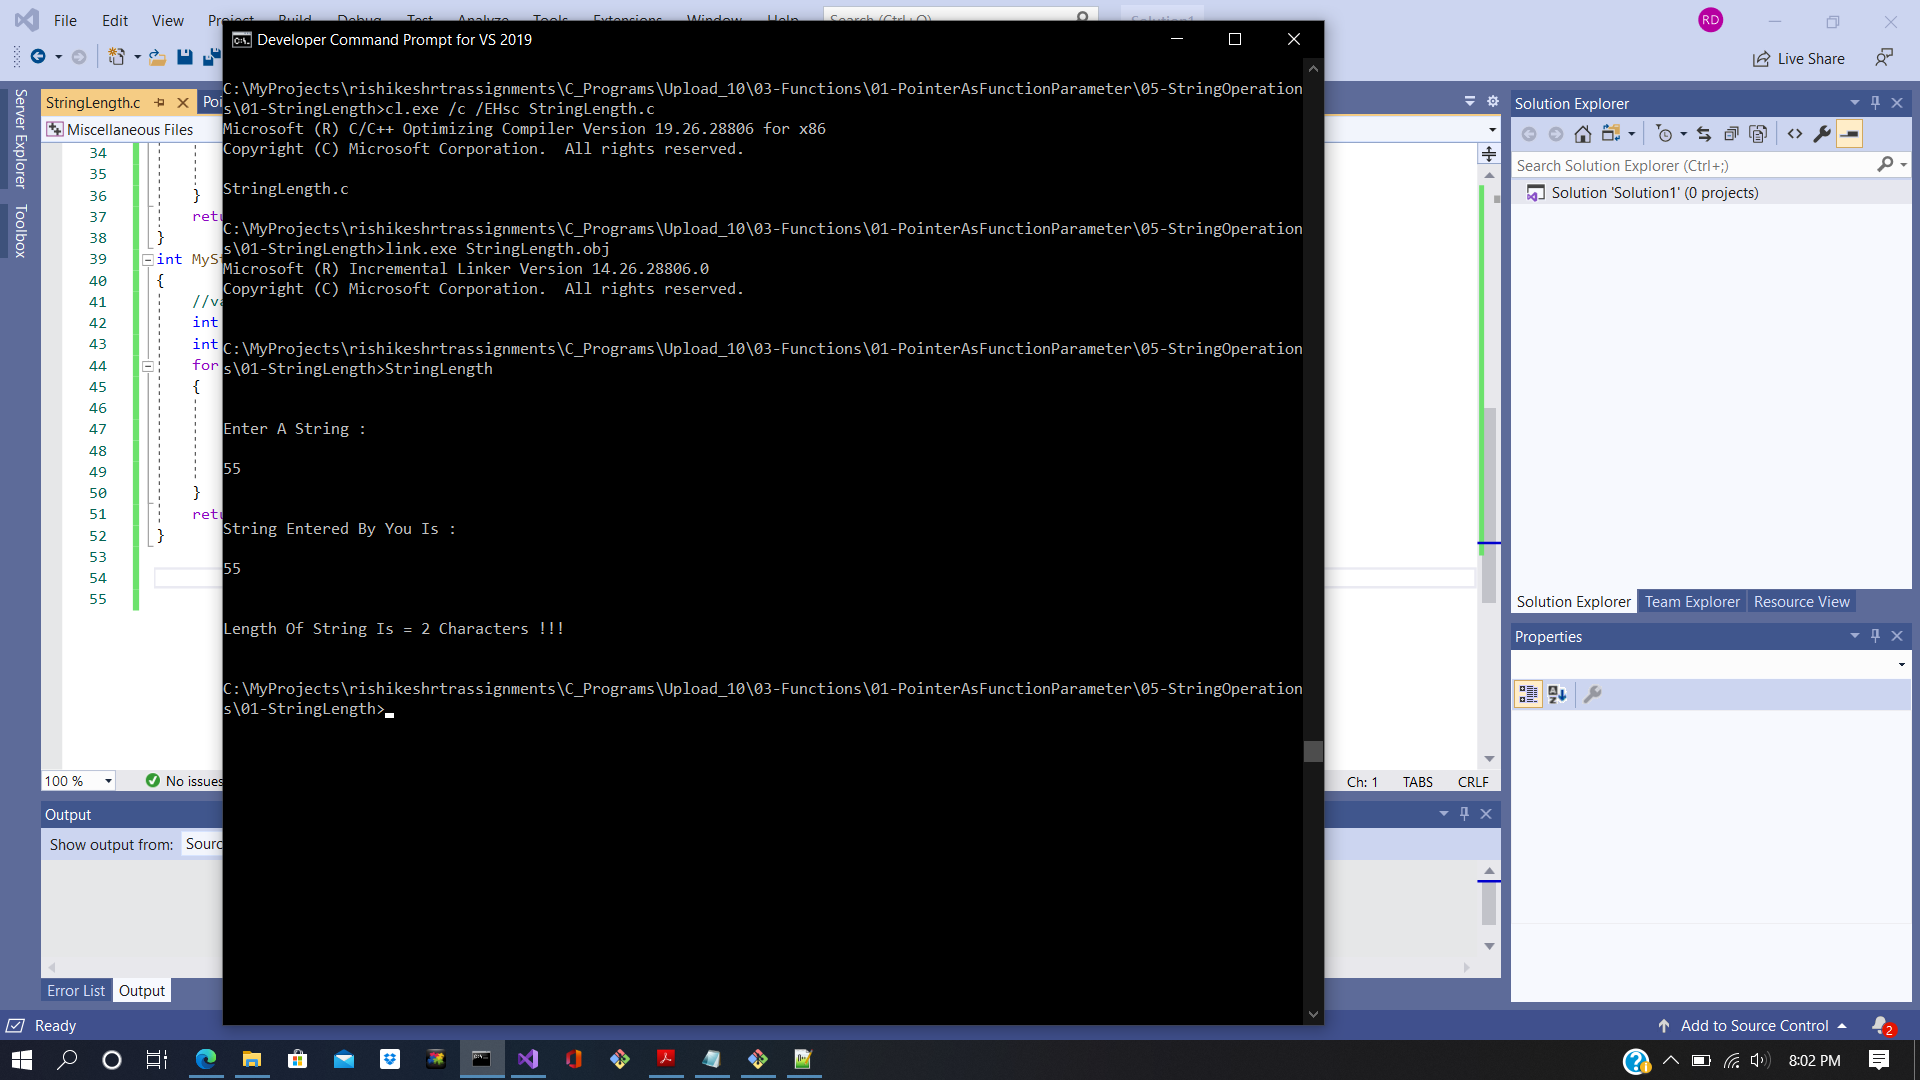 File Edit View Project Build Debug Test Analyze Tools Extensions Window Help Search (Ctrl+Q) Solution1 RD
Live Share
Developer Command Prompt for VS 2019
C:\MyProjects\rishikeshrtrassignments\C_Programs\Upload_10\03-Functions\01-PointerAsFunctionParameter\05-StringOperation
s\01-StringLength>cl.exe /c /EHsc StringLength.c
Microsoft (R) C/C++ Optimizing Compiler Version 19.26.28806 for x86
Copyright (C) Microsoft Corporation.  All rights reserved.
StringLength.c
C:\MyProjects\rishikeshrtrassignments\C_Programs\Upload_10\03-Functions\01-PointerAsFunctionParameter\05-StringOperation
s\01-StringLength>link.exe StringLength.obj
Microsoft (R) Incremental Linker Version 14.26.28806.0
Copyright (C) Microsoft Corporation.  All rights reserved.
C:\MyProjects\rishikeshrtrassignments\C_Programs\Upload_10\03-Functions\01-PointerAsFunctionParameter\05-StringOperation
s\01-StringLength>StringLength
Enter A String :
55
String Entered By You Is :
55
Length Of String Is = 2 Characters !!!
C:\MyProjects\rishikeshrtrassignments\C_Programs\Upload_10\03-Functions\01-PointerAsFunctionParameter\05-StringOperation
s\01-StringLength>
Server Explorer
Toolbox
StringLength.c Poi
Miscellaneous Files
34
35
36 }
37 retu
38 }
39 int MySt
40 {
41 //va
42 int
43 int
44 for
45 {
46
47
48
49
50 }
51 retu
52 }
53
54
55
100 % No issues
Ch: 1 TABS CRLF
Output
Show output from: Sourc
Error List Output
Solution Explorer
Search Solution Explorer (Ctrl+;)
Solution 'Solution1' (0 projects)
Solution Explorer Team Explorer Resource View
Properties
Ready
Add to Source Control 2
8:02 PM